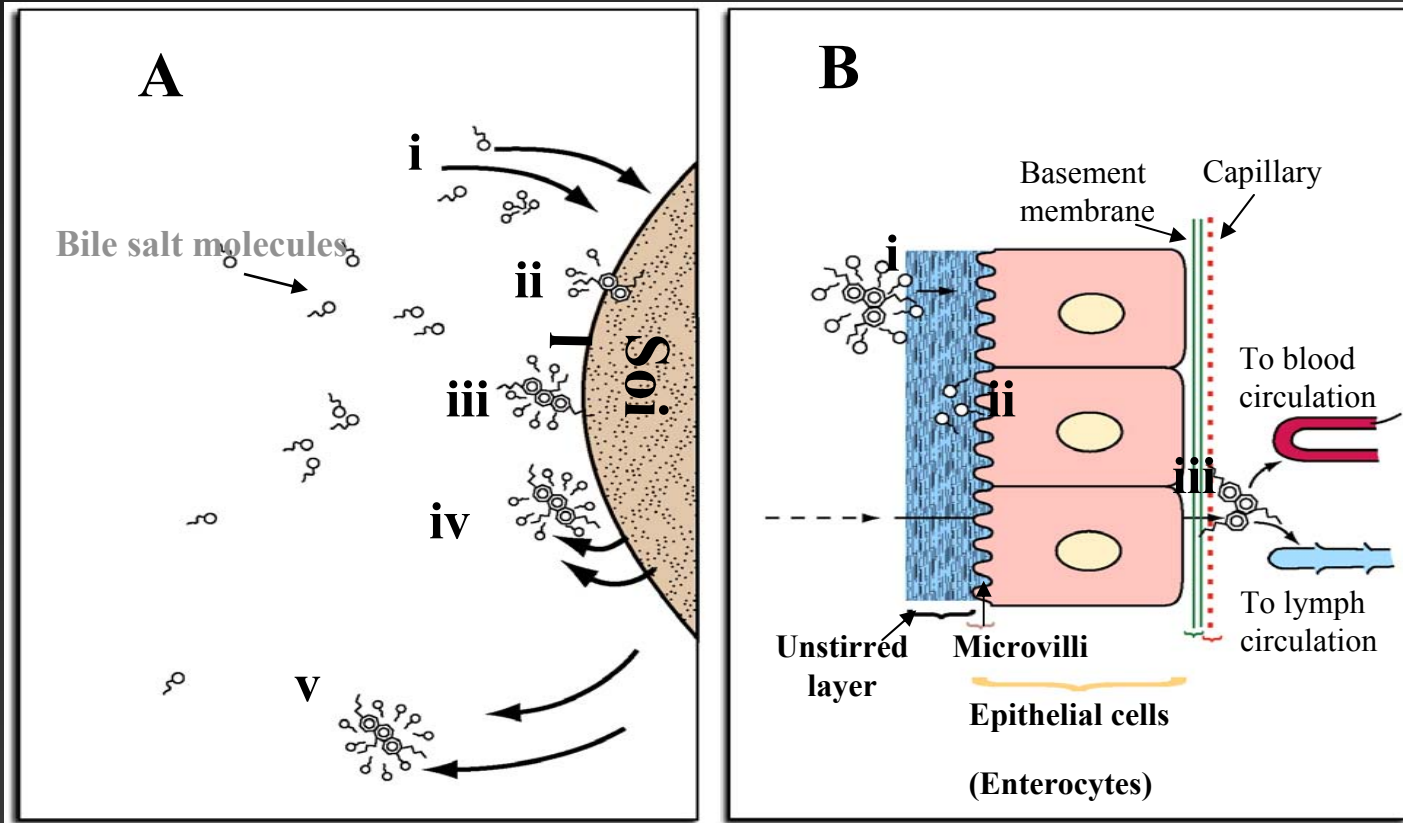 A
i
Bile salt molecules
ii
iii
iv
v
Soi
l
B
Basement
membrane
Capillary
i
ii
iii
To blood
circulation
To lymph
circulation
Unstirred
layer
Microvilli
Epithelial cells
(Enterocytes)